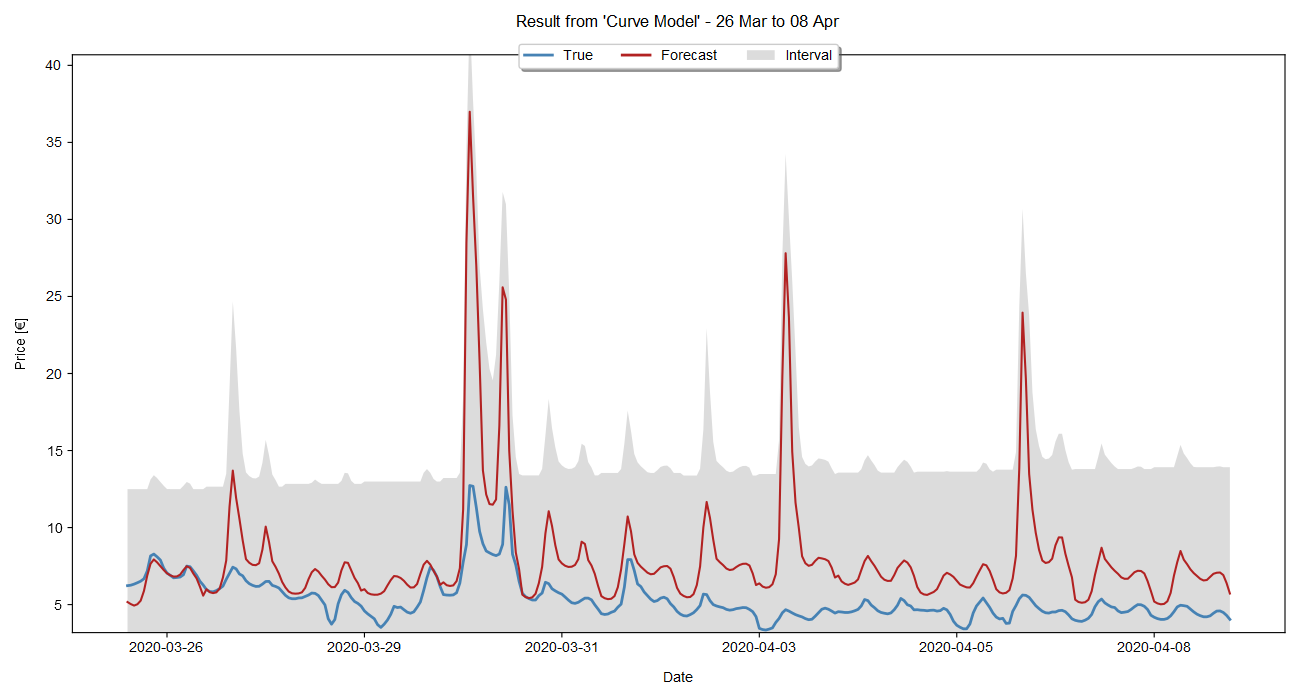 Result from 'Curve Model' - 26 Mar to 08 Apr
True Forecast Interval
40
35
30
25
20
15
10
5
Price [€]
2020-03-26 2020-03-29 2020-03-31 2020-04-03 2020-04-05 2020-04-08
Date